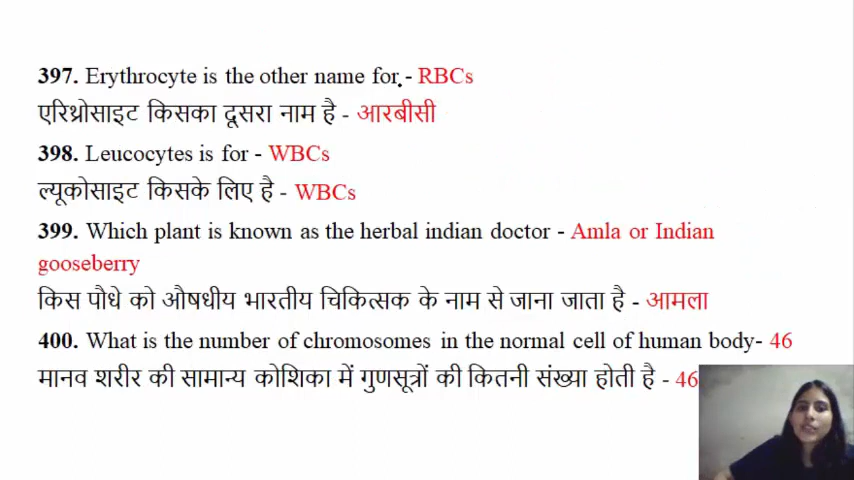 397. Erythrocyte is the other name for.- RBCs
एरिथ्रोसाइट किसका दूसरा नाम है - आरबीसी
398. Leucocytes is for - WBCs
ल्यूकोसाइट किसके लिए है - WBCs
399. Which plant is known as the herbal indian doctor - Amla or Indian
gooseberry
किस पौधे को औषधीय भारतीय चिकित्सक के नाम से जाना जाता है - आमला
400. What is the number of chromosomes in the normal cell of human body- 46
मानव शरीर की सामान्य कोशिका में गुणसूत्रों की कितनी संख्या होती है - 46